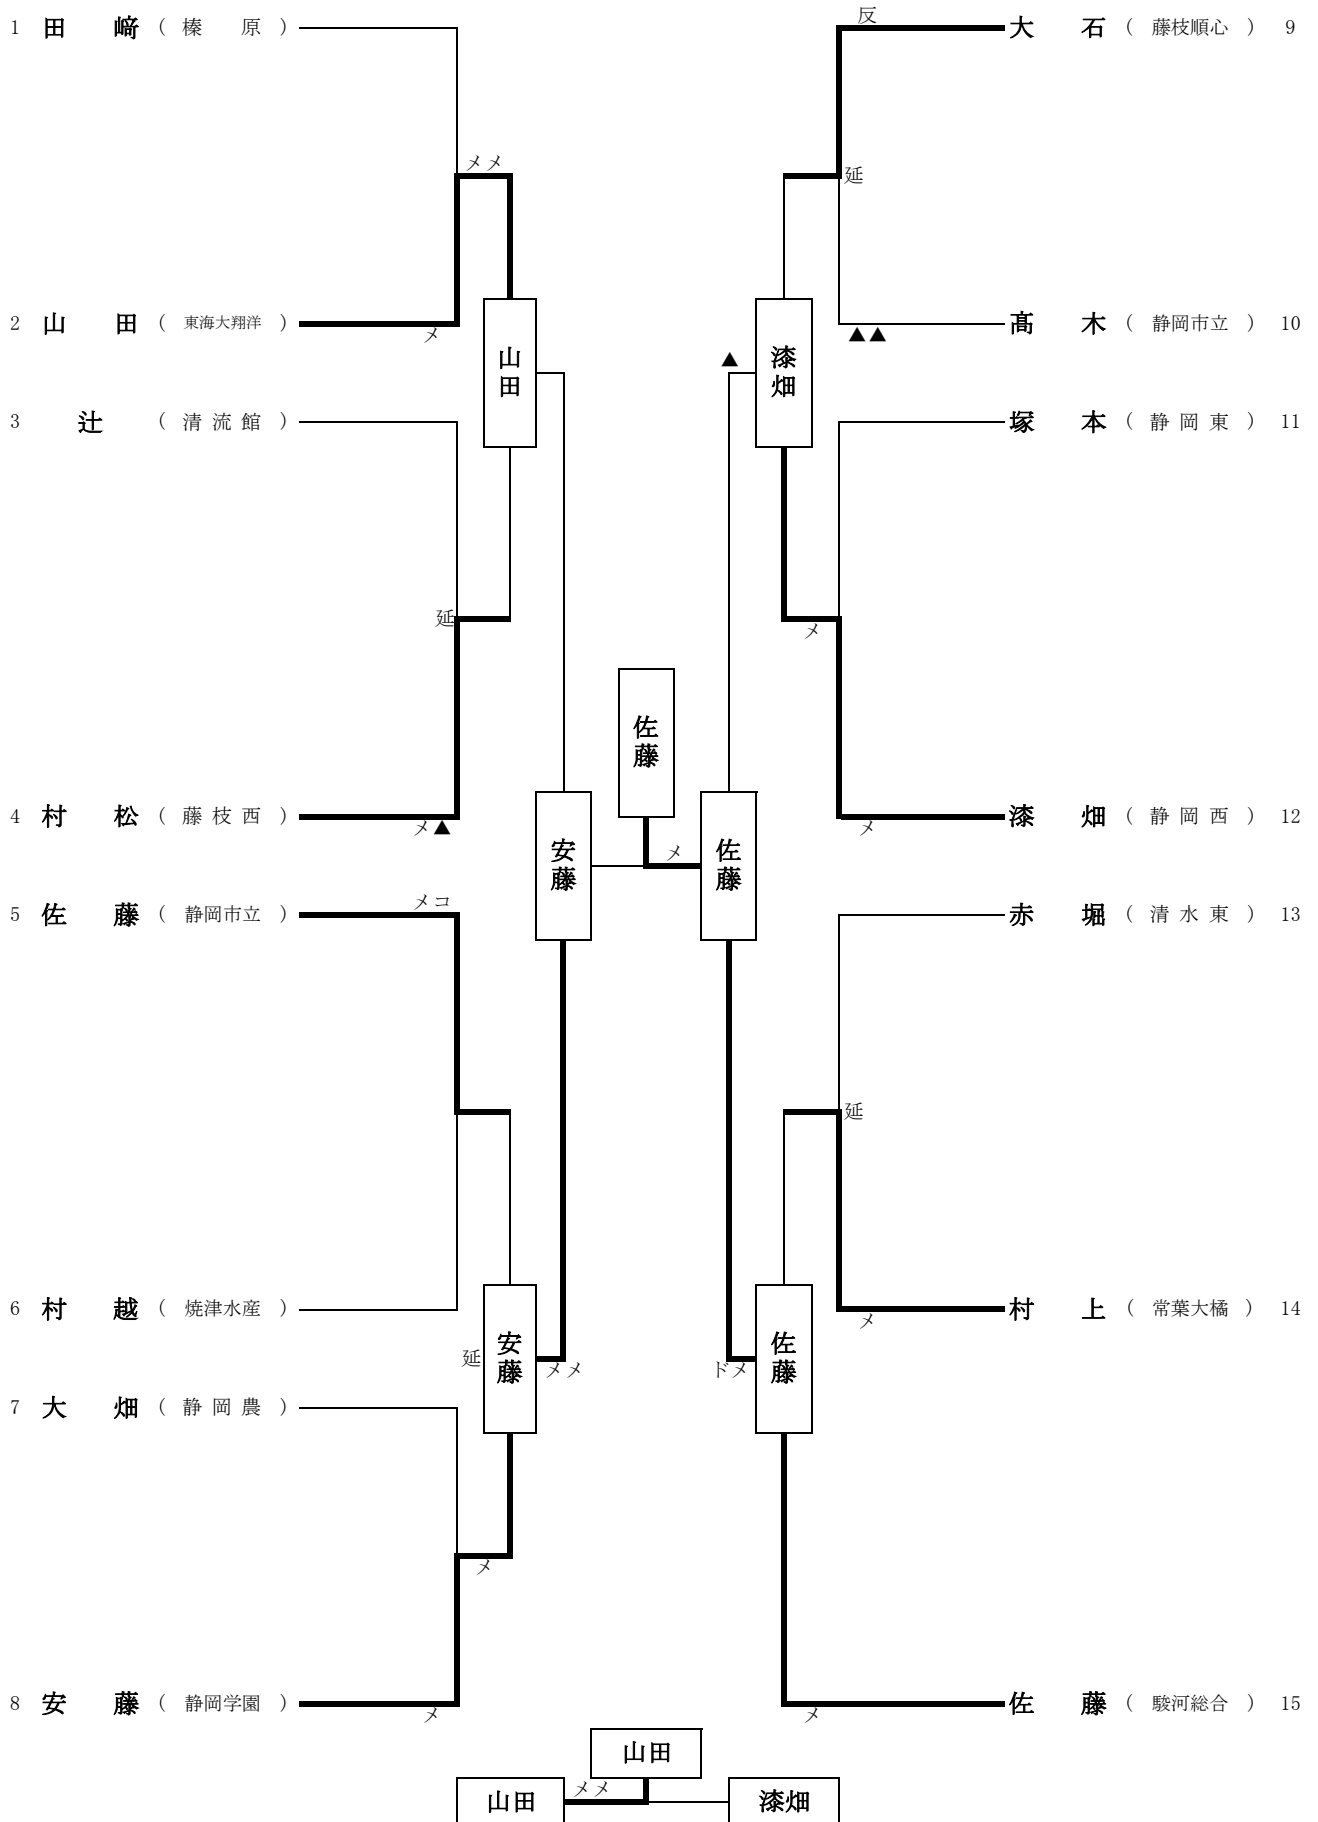 1 田 﨑 ( 榛 原 )
メメ
2 山 田 ( 東海大翔洋 )
メ
山田
3 辻 ( 清 流 館 )
延
4 村 松 ( 藤 枝 西 )
メ▲
5 佐 藤 ( 静岡市立 )
メコ
6 村 越 ( 焼津水産 )
延
安藤
メメ
7 大 畑 ( 静 岡 農 )
メ
8 安 藤 ( 静岡学園 )
メ
安藤
佐藤
メ
佐藤
反
大 石 ( 藤枝順心 ) 9
延
髙 木 ( 静岡市立 ) 10
▲▲
▲
漆畑
塚 本 ( 静 岡 東 ) 11
メ
漆 畑 ( 静 岡 西 ) 12
メ
赤 堀 ( 清 水 東 ) 13
延
村 上 ( 常葉大橘 ) 14
メ
ドメ
佐藤
佐 藤 ( 駿河総合 ) 15
メ
山田
山田
メメ
漆畑